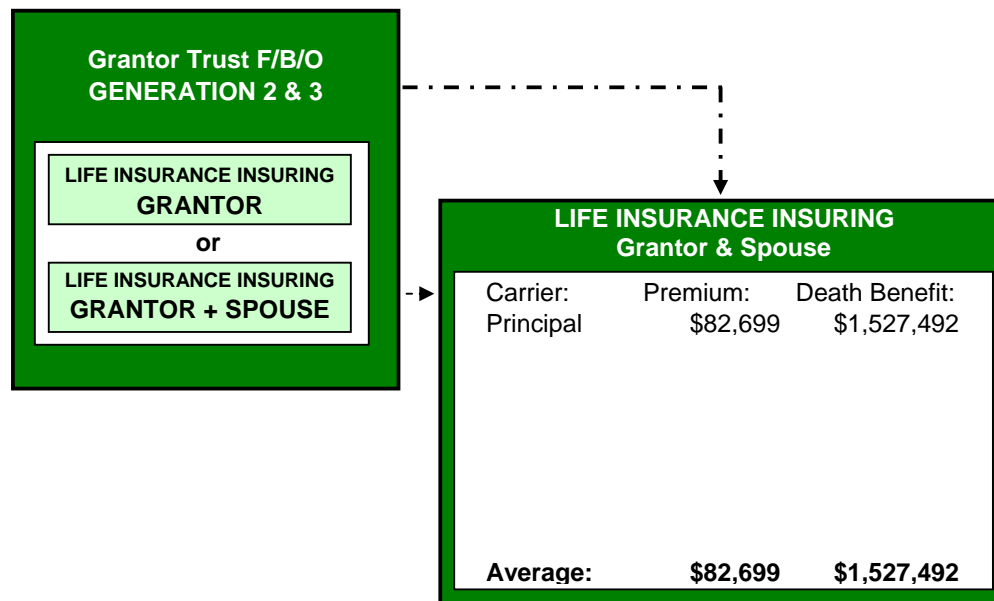 Grantor Trust F/B/O
GENERATION 2 & 3
LIFE INSURANCE INSURING
GRANTOR
or
LIFE INSURANCE INSURING
GRANTOR + SPOUSE
LIFE INSURANCE INSURING
Grantor & Spouse
Carrier: Premium: Death Benefit:
Principal $82,699 $1,527,492
Average: $82,699 $1,527,492